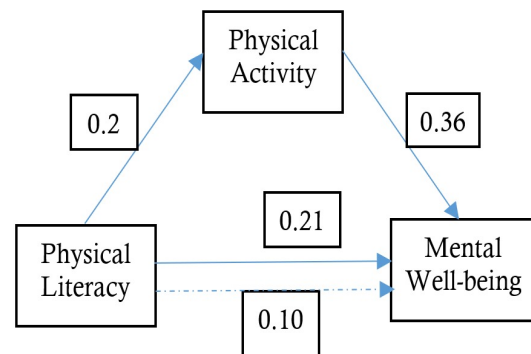 Physical
Activity
0.2
0.36
0.21
Physical
Literacy
Mental
Well-being
0.10